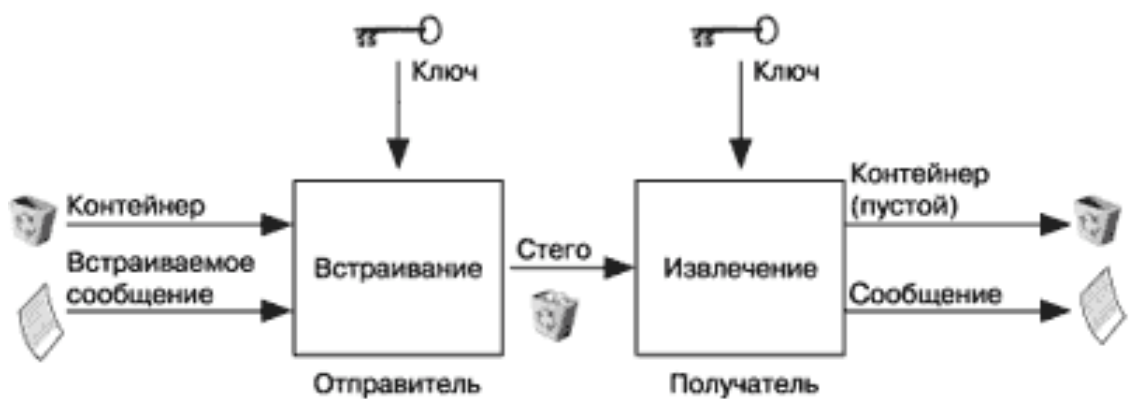 Ключ
Ключ
Контейнер
Встраиваемое
сообщение
Встраивание
Отправитель
Стего
Извлечение
Получатель
Контейнер
(пустой)
Сообщение